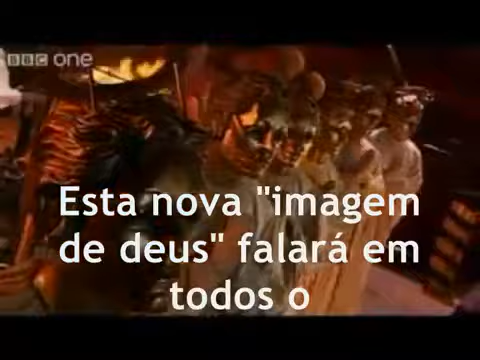 BBC one
Esta nova "imagem
de deus" falará em
todos o